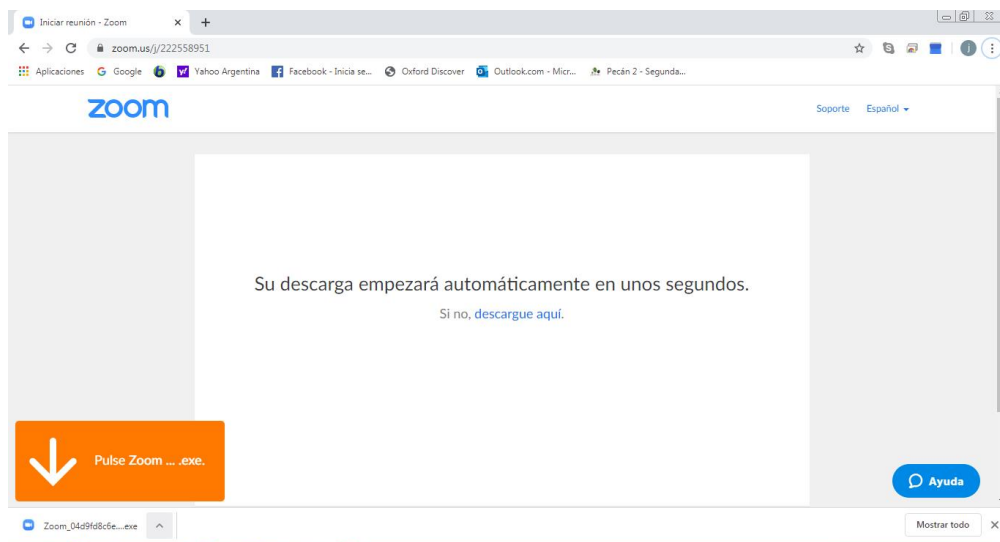 Iniciar reunión - Zoom
zoom.us/j/222558951
Aplicaciones Google Yahoo Argentina Facebook - Inicia se... Oxford Discover Outlook.com - Micr... Pecán 2 - Segunda...
zoom
Soporte Español
Su descarga empezará automáticamente en unos segundos.
Si no, descargue aquí.
Pulse Zoom ... .exe.
Ayuda
Zoom_04d9fd8c6e....exe
Mostrar todo